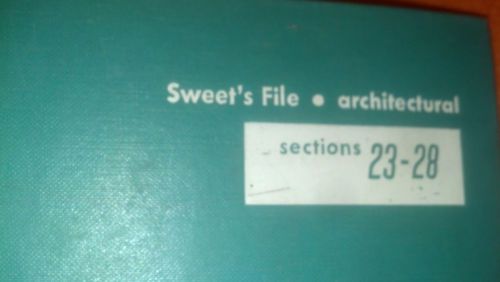 Sweet's File • architectural
sections 23-28